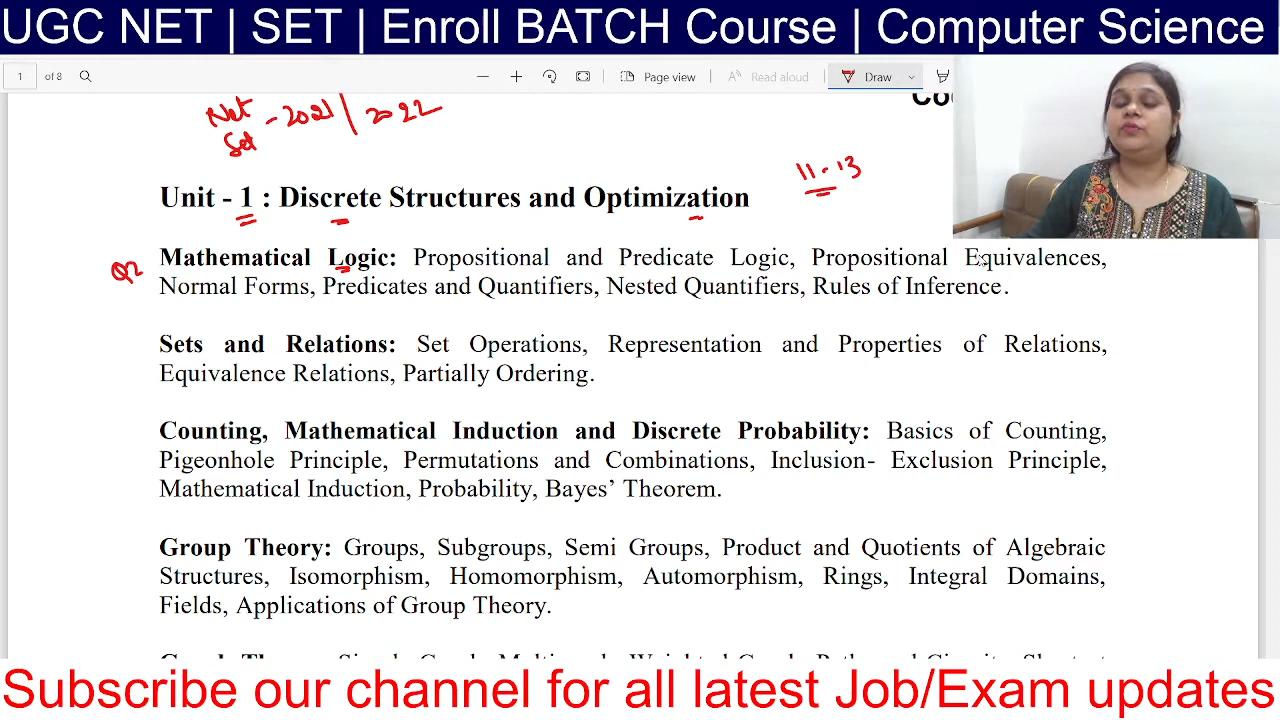 UGC NET | SET | Enroll BATCH Course | Computer Science
1 of 8 Page view Read aloud Draw
Net
Set - 2021 / 2022
11 - 13
Unit - 1 : Discrete Structures and Optimization
Q2
Mathematical Logic: Propositional and Predicate Logic, Propositional Equivalences,
Normal Forms, Predicates and Quantifiers, Nested Quantifiers, Rules of Inference.
Sets and Relations: Set Operations, Representation and Properties of Relations,
Equivalence Relations, Partially Ordering.
Counting, Mathematical Induction and Discrete Probability: Basics of Counting,
Pigeonhole Principle, Permutations and Combinations, Inclusion- Exclusion Principle,
Mathematical Induction, Probability, Bayes’ Theorem.
Group Theory: Groups, Subgroups, Semi Groups, Product and Quotients of Algebraic
Structures, Isomorphism, Homomorphism, Automorphism, Rings, Integral Domains,
Fields, Applications of Group Theory.
Subscribe our channel for all latest Job/Exam updates